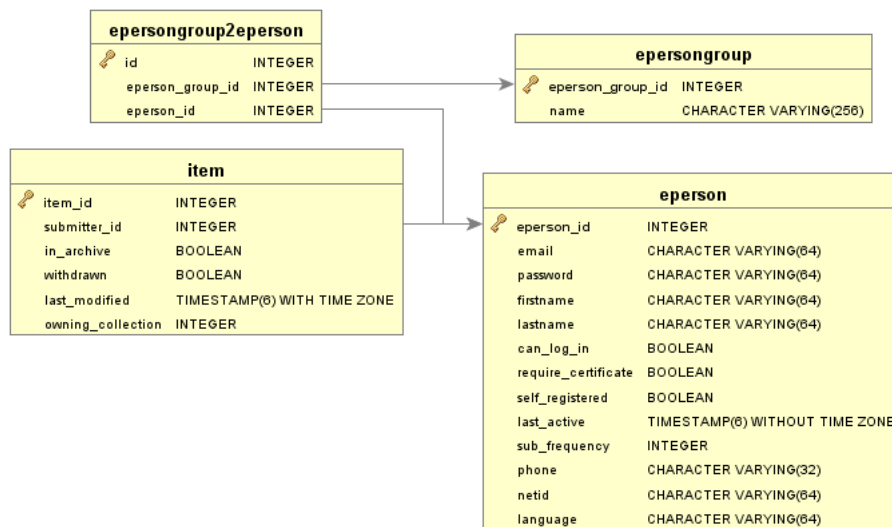 epersongroup2eperson
id INTEGER
eperson_group_id INTEGER
eperson_id INTEGER
epersongroup
eperson_group_id INTEGER
name CHARACTER VARYING(256)
item
item_id INTEGER
submitter_id INTEGER
in_archive BOOLEAN
withdrawn BOOLEAN
last_modified TIMESTAMP(6) WITH TIME ZONE
owning_collection INTEGER
eperson
eperson_id INTEGER
email CHARACTER VARYING(64)
password CHARACTER VARYING(64)
firstname CHARACTER VARYING(64)
lastname CHARACTER VARYING(64)
can_log_in BOOLEAN
require_certificate BOOLEAN
self_registered BOOLEAN
last_active TIMESTAMP(6) WITHOUT TIME ZONE
sub_frequency INTEGER
phone CHARACTER VARYING(32)
netid CHARACTER VARYING(64)
language CHARACTER VARYING(64)